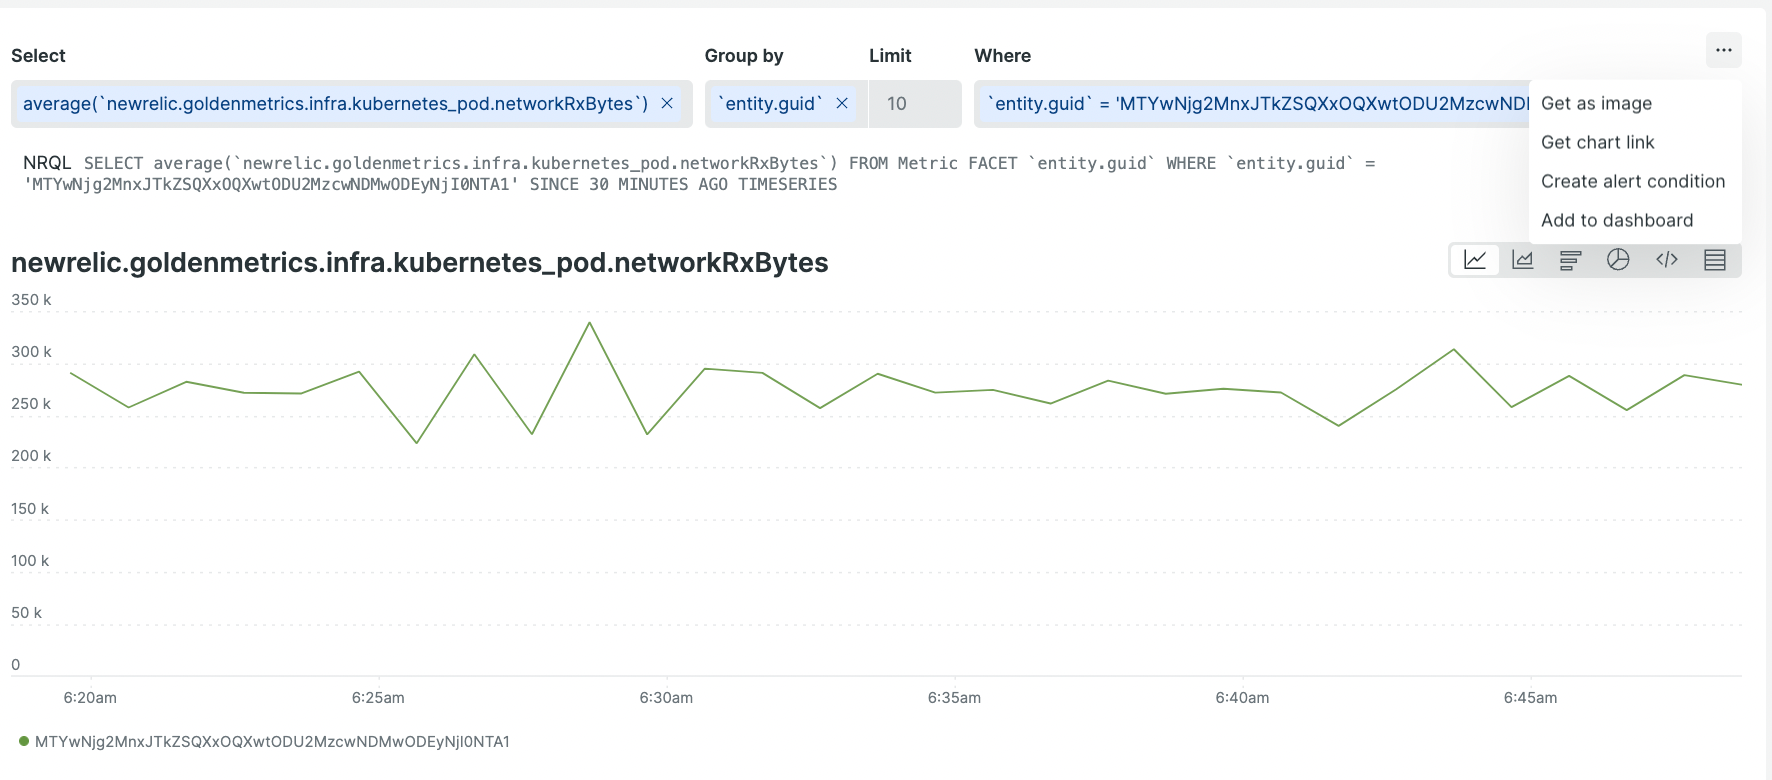 Select
Group by
Limit
Where
average(`newrelic.goldenmetrics.infra.kubernetes_pod.networkRxBytes`) ×
`entity.guid` ×
10
`entity.guid` = 'MTYwNjg2MnxJTkZSQXxOQXwtODU2MzcwND
Get as image
Get chart link
Create alert condition
Add to dashboard
NRQL SELECT average(`newrelic.goldenmetrics.infra.kubernetes_pod.networkRxBytes`) FROM Metric FACET `entity.guid` WHERE `entity.guid` =
'MTYwNjg2MnxJTkZSQXxOQXwtODU2MzcwNDMwODEyNjI0NTA1' SINCE 30 MINUTES AGO TIMESERIES
newrelic.goldenmetrics.infra.kubernetes_pod.networkRxBytes
350 k
300 k
250 k
200 k
150 k
100 k
50 k
0
6:20am
6:25am
6:30am
6:35am
6:40am
6:45am
MTYwNjg2MnxJTkZSQXxOQXwtODU2MzcwNDMwODEyNjI0NTA1